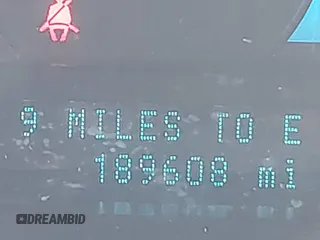 9 MILES TO E
189608 mi
DREAMBID